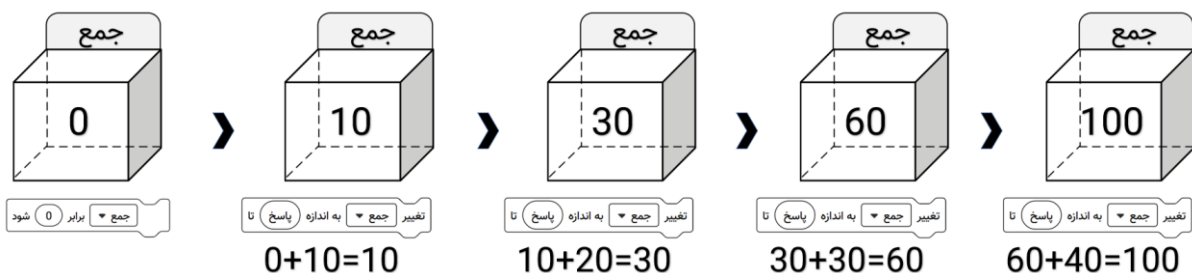 جمع جمع جمع جمع جمع
0 10 30 60 100
جمع برابر 0 شود
تغییر جمع به اندازه پاسخ تا
تغییر جمع به اندازه پاسخ تا
تغییر جمع به اندازه پاسخ تا
تغییر جمع به اندازه پاسخ تا
0+10=10 10+20=30 30+30=60 60+40=100